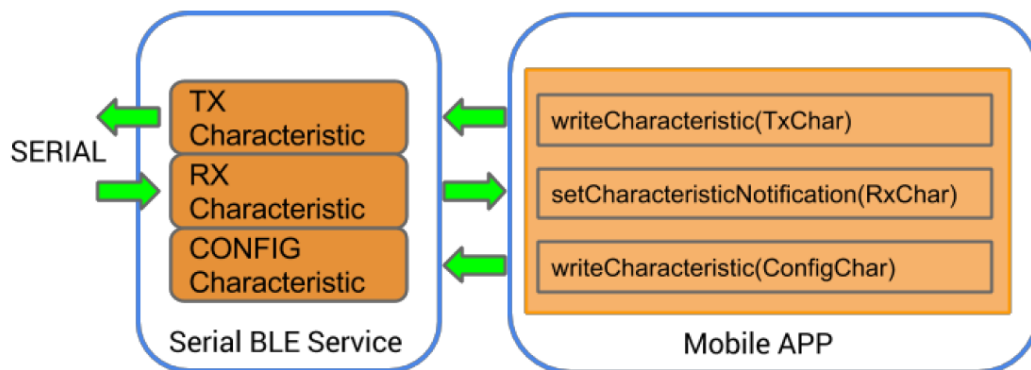 SERIAL
TX
Characteristic
RX
Characteristic
CONFIG
Characteristic
Serial BLE Service
writeCharacteristic(TxChar)
setCharacteristicNotification(RxChar)
writeCharacteristic(ConfigChar)
Mobile APP